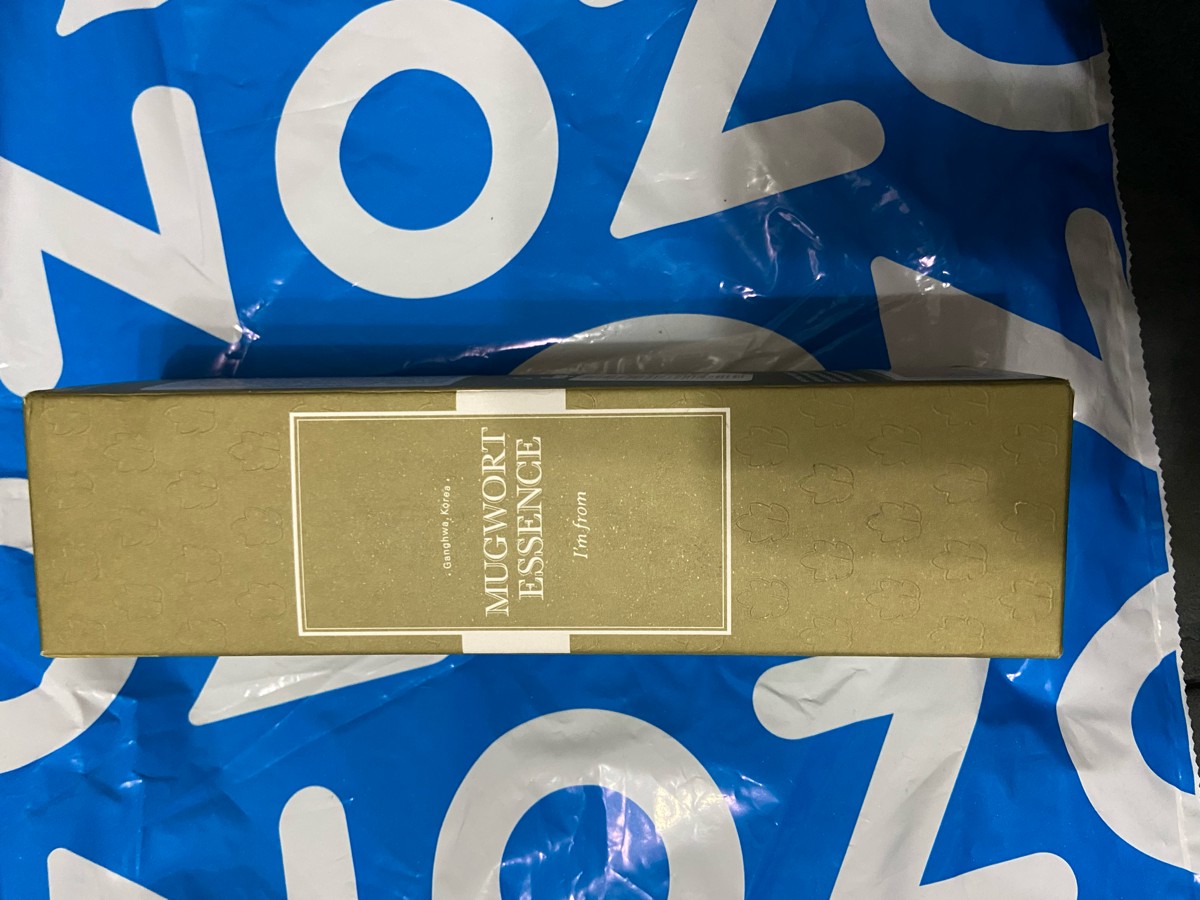 · Ganghwa, Korea ·
MUGWORT
ESSENCE
I'm from